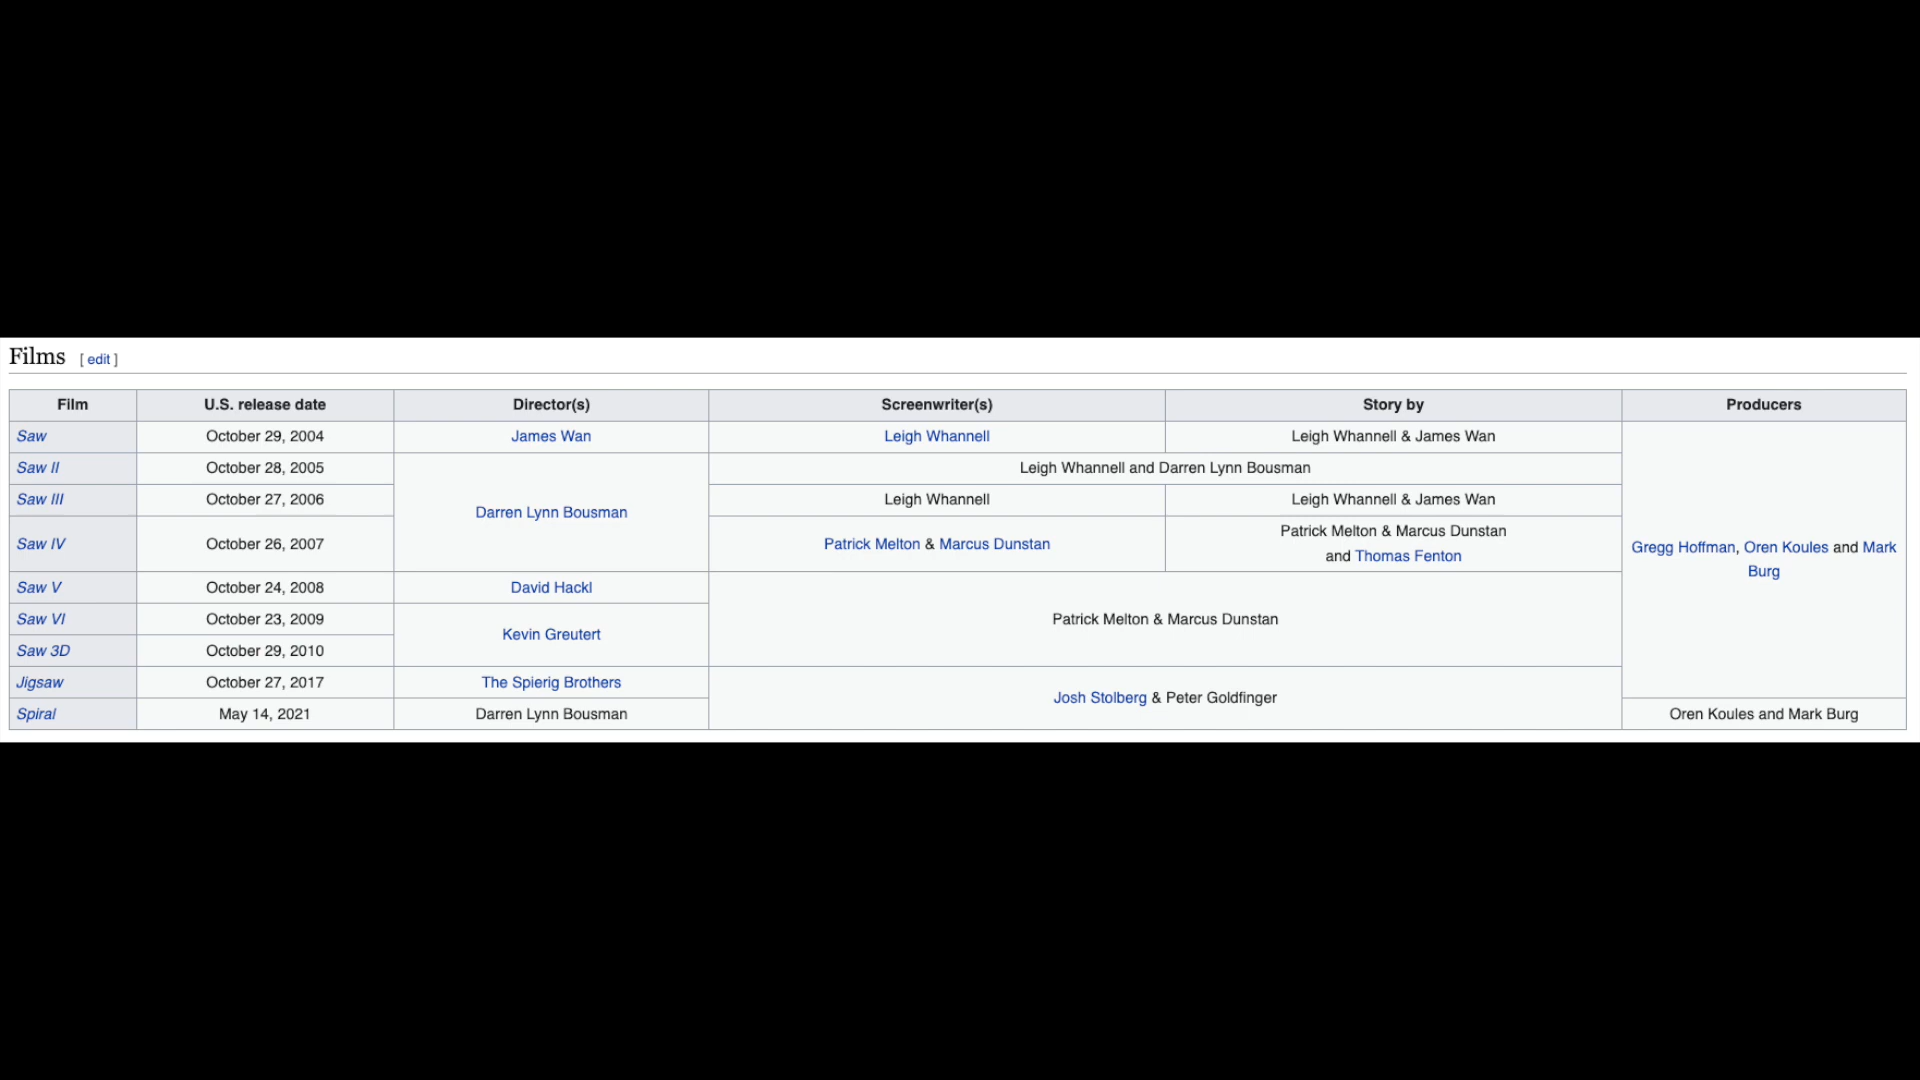 Films [ edit ]
Film U.S. release date Director(s) Screenwriter(s) Story by Producers
Saw October 29, 2004 James Wan Leigh Whannell Leigh Whannell & James Wan
Saw II October 28, 2005 Leigh Whannell and Darren Lynn Bousman
Saw III October 27, 2006 Darren Lynn Bousman Leigh Whannell Leigh Whannell & James Wan
Saw IV October 26, 2007 Patrick Melton & Marcus Dunstan Patrick Melton & Marcus Dunstan
and Thomas Fenton
Gregg Hoffman, Oren Koules and Mark
Burg
Saw V October 24, 2008 David Hackl
Saw VI October 23, 2009 Kevin Greutert Patrick Melton & Marcus Dunstan
Saw 3D October 29, 2010
Jigsaw October 27, 2017 The Spierig Brothers Josh Stolberg & Peter Goldfinger
Spiral May 14, 2021 Darren Lynn Bousman Oren Koules and Mark Burg